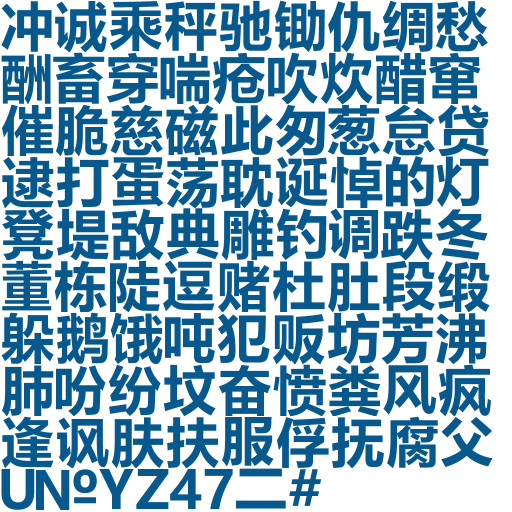 冲诚乘秤驰锄仇绸愁
酬畜穿喘疮吹炊醋窜
催脆慈磁此匆葱怠贷
逮打蛋荡耽诞悼的灯
凳堤敌典雕钓调跌冬
董栋陡逗赌杜肚段缎
躲鹅饿吨犯贩坊芳沸
肺吩纷坟奋愤粪风疯
逢讽肤扶服俘抚腐父
UNºYZ47二#